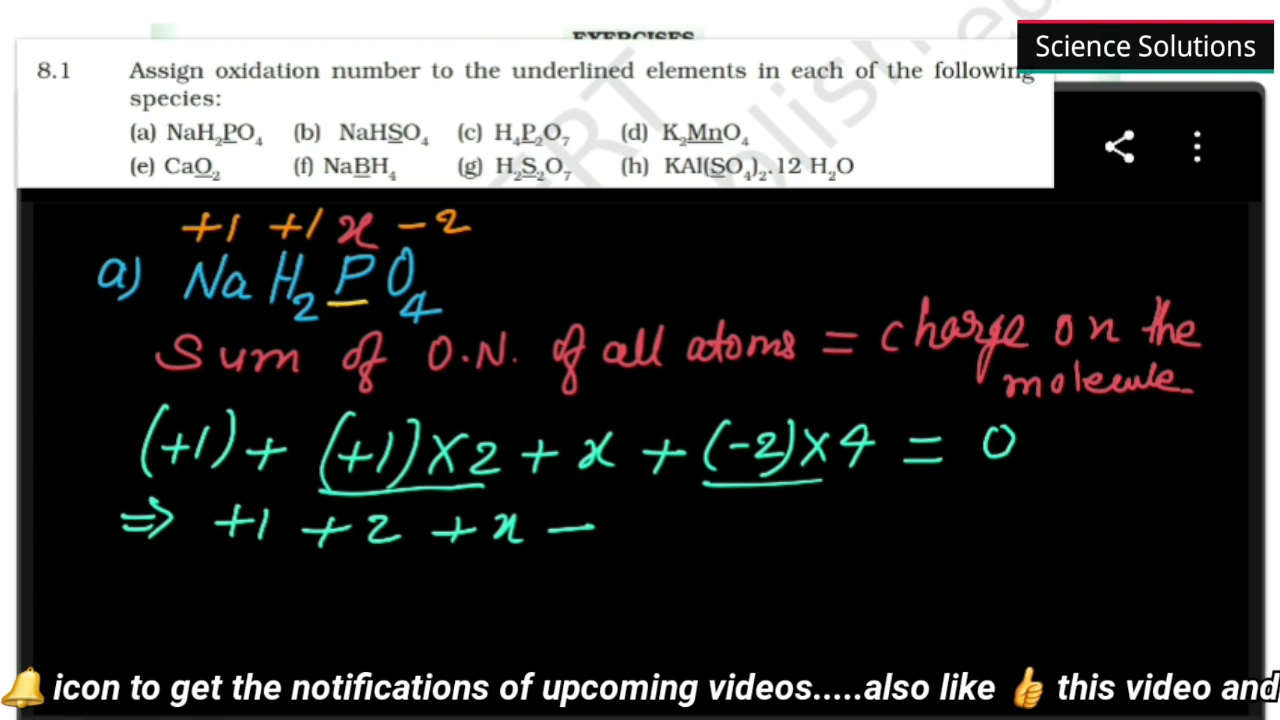 EXERCISES
Science Solutions
8.1 Assign oxidation number to the underlined elements in each of the following
species:
(a) NaH₂PO₄ (b) NaHSO₄ (c) H₄P₂O₇ (d) K₂MnO₄
(e) CaO₂ (f) NaBH₄ (g) H₂S₂O₇ (h) KAl(SO₄)₂.12 H₂O
+1 +1 x -2
a) NaH₂PO₄
Sum of O.N. of all atoms = charge on the
molecule
(+1) + (+1)×2 + x + (-2)×4 = 0
⇒ +1 + 2 + x -
🔔 icon to get the notifications of upcoming videos.....also like 👍 this video and